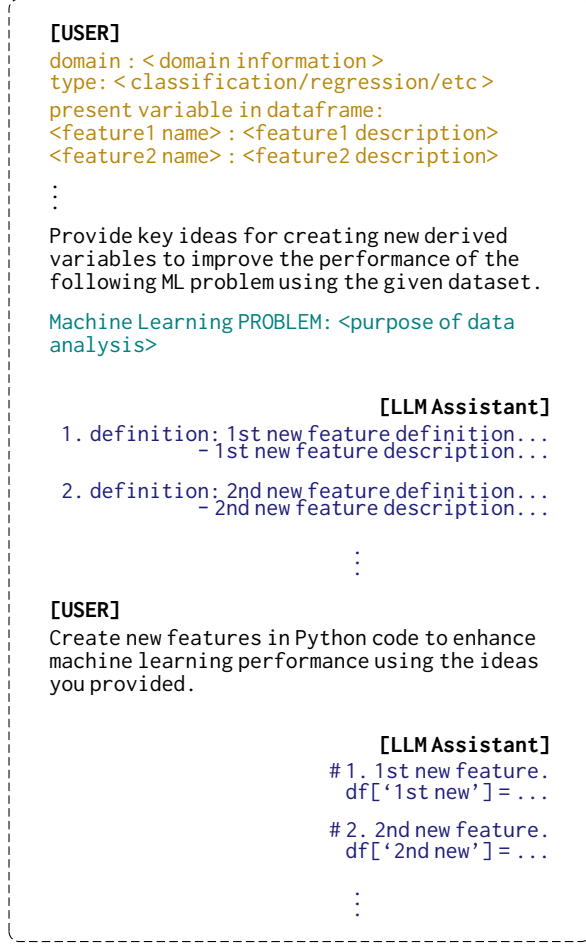 [USER]
domain : < domain information >
type: < classification/regression/etc >
present variable in dataframe:
<feature1 name> : <feature1 description>
<feature2 name> : <feature2 description>
⋮
Provide key ideas for creating new derived
variables to improve the performance of the
following ML problem using the given dataset.
Machine Learning PROBLEM: <purpose of data
analysis>
[LLM Assistant]
1. definition: 1st new feature definition...
– 1st new feature description...
2. definition: 2nd new feature definition...
– 2nd new feature description...
⋮
[USER]
Create new features in Python code to enhance
machine learning performance using the ideas
you provided.
[LLM Assistant]
# 1. 1st new feature.
df[‘1st new’] = ...
# 2. 2nd new feature.
df[‘2nd new’] = ...
⋮